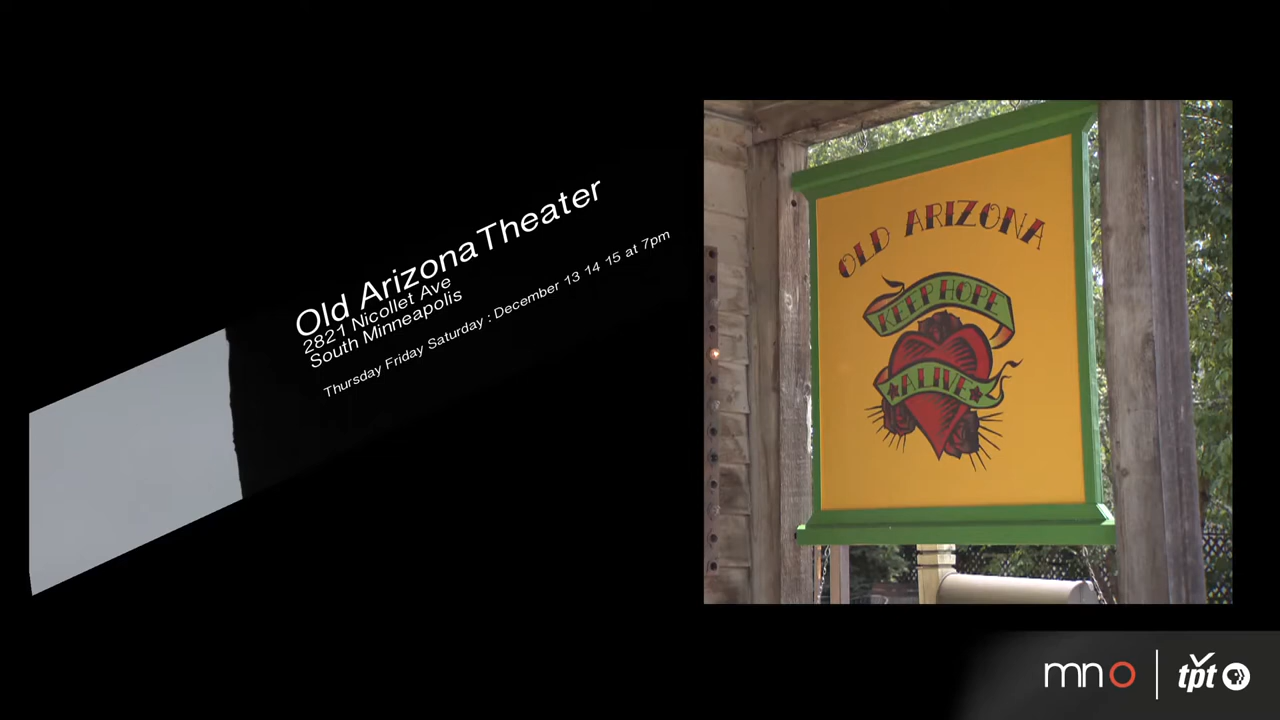 Old Arizona Theater
2821 Nicollet Ave
South Minneapolis
Thursday Friday Saturday : December 13 14 15 at 7pm
OLD ARIZONA
KEEP HOPE
ALIVE
mn o
tpt